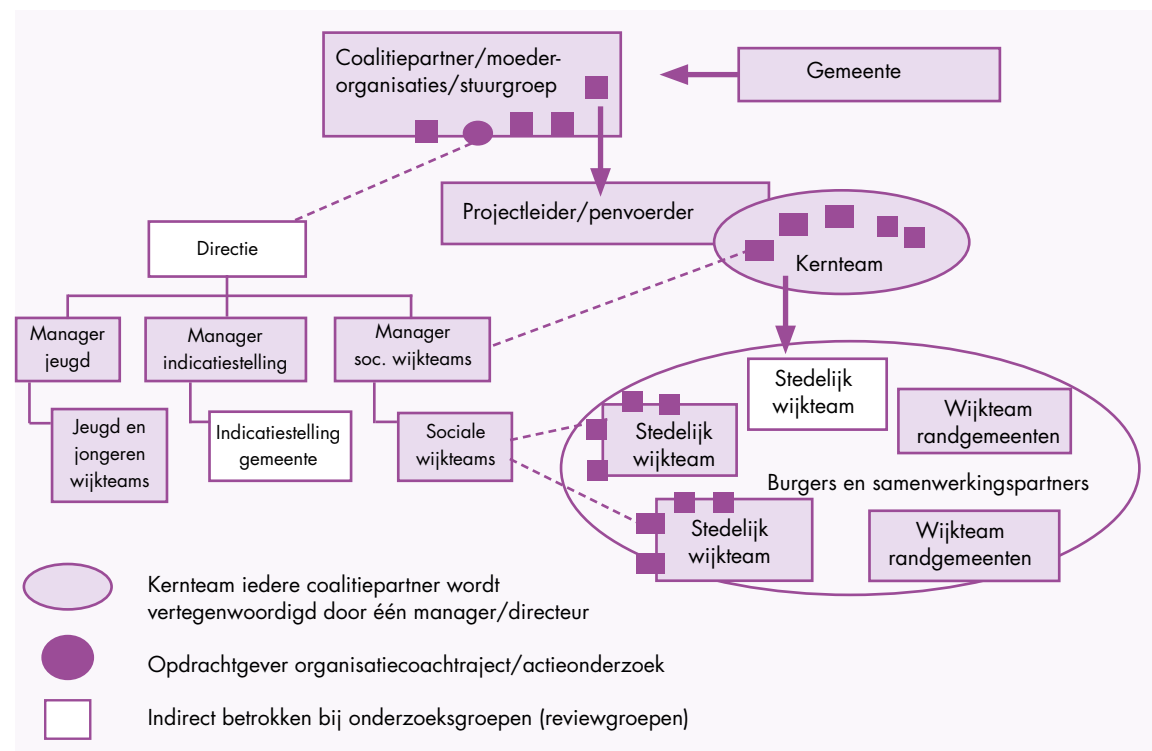 Coalitiepartner/moeder-
organisaties/stuurgroep
Gemeente
Projectleider/penvoerder
Kernteam
Directie
Manager
jeugd
Manager
indicatiestelling
Manager
soc. wijkteams
Jeugd en
jongeren
wijkteams
Indicatiestelling
gemeente
Sociale
wijkteams
Stedelijk
wijkteam
Stedelijk
wijkteam
Wijkteam
randgemeenten
Burgers en samenwerkingspartners
Stedelijk
wijkteam
Wijkteam
randgemeenten
Kernteam iedere coalitiepartner wordt
vertegenwoordigd door één manager/directeur
Opdrachtgever organisatiecoachtraject/actieonderzoek
Indirect betrokken bij onderzoeksgroepen (reviewgroepen)